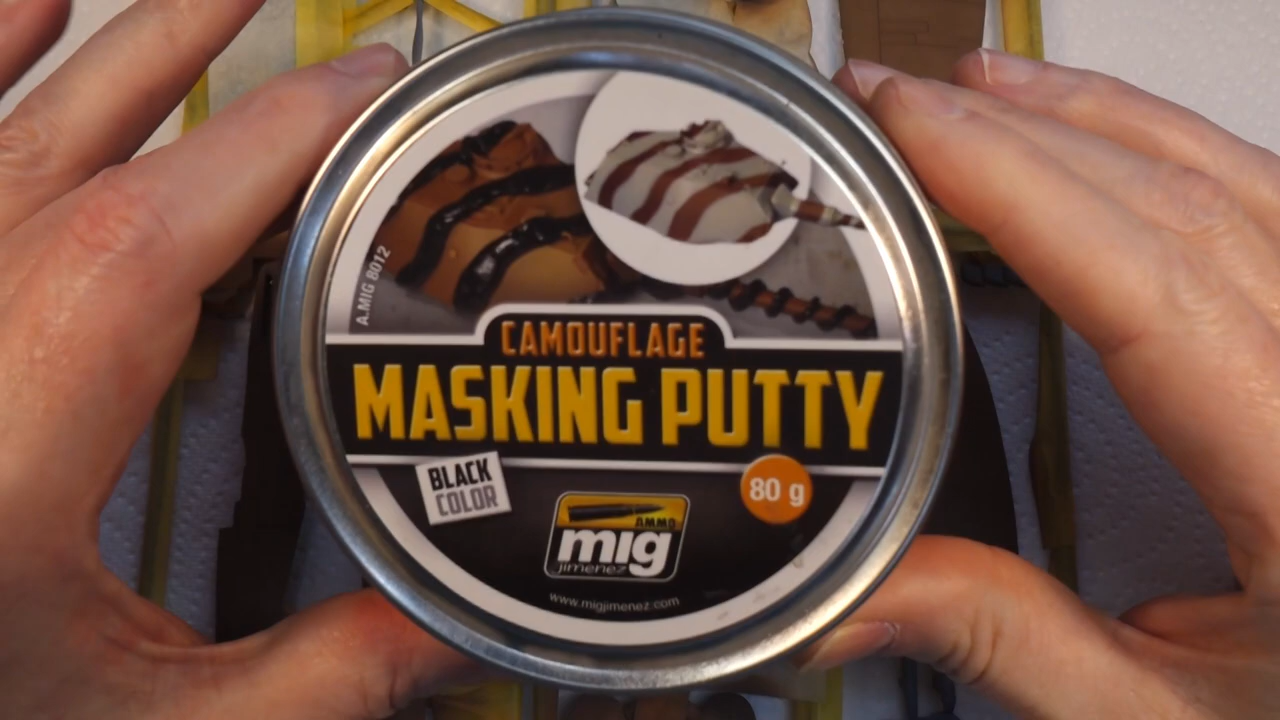 A.MIG 8012
CAMOUFLAGE
MASKING PUTTY
BLACK
COLOR
80 g
AMMO
mig
jimenez
www.migjimenez.com